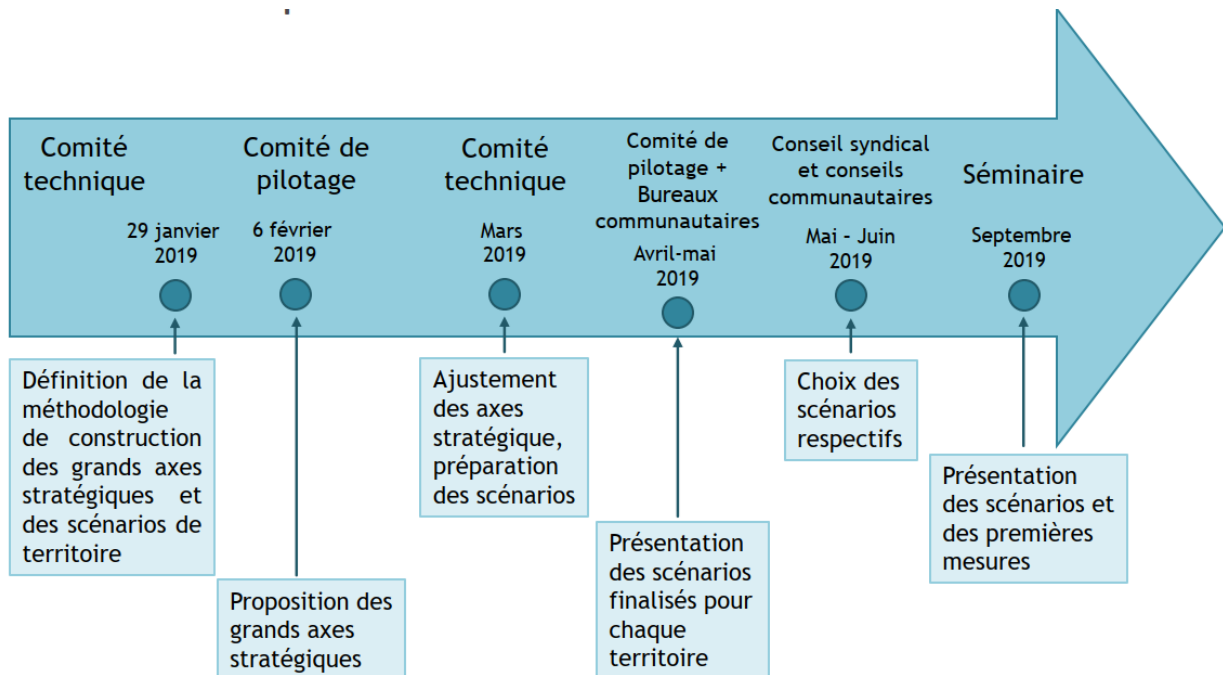 Comité
technique
29 janvier
2019
Comité de
pilotage
6 février
2019
Comité
technique
Mars
2019
Comité de
pilotage +
Bureaux
communautaires
Avril-mai
2019
Conseil syndical
et conseils
communautaires
Mai - Juin
2019
Séminaire
Septembre
2019
Définition de la
méthodologie
de construction
des grands axes
stratégiques et
des scénarios de
territoire
Proposition des
grands axes
stratégiques
Ajustement
des axes
stratégique,
préparation
des scénarios
Présentation
des scénarios
finalisés pour
chaque
territoire
Choix des
scénarios
respectifs
Présentation
des scénarios et
des premières
mesures